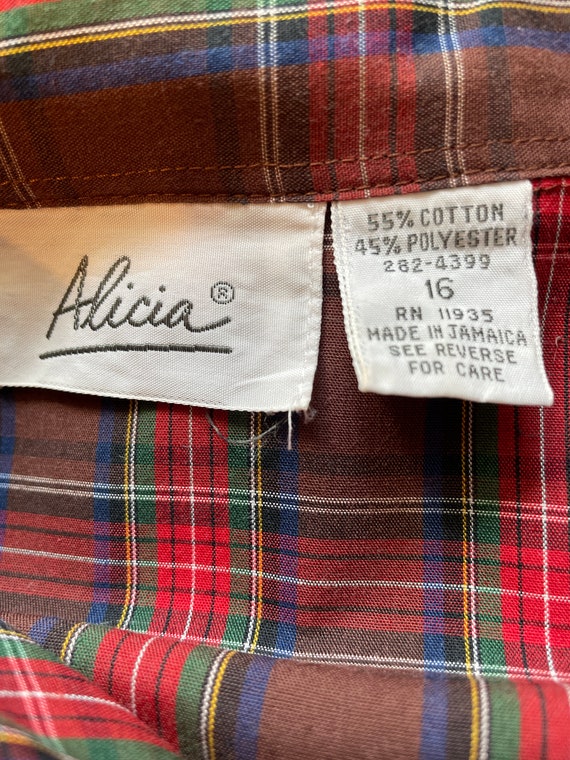 Alicia®
55% COTTON
45% POLYESTER
282-4399
16
RN 11935
MADE IN JAMAICA
SEE REVERSE
FOR CARE